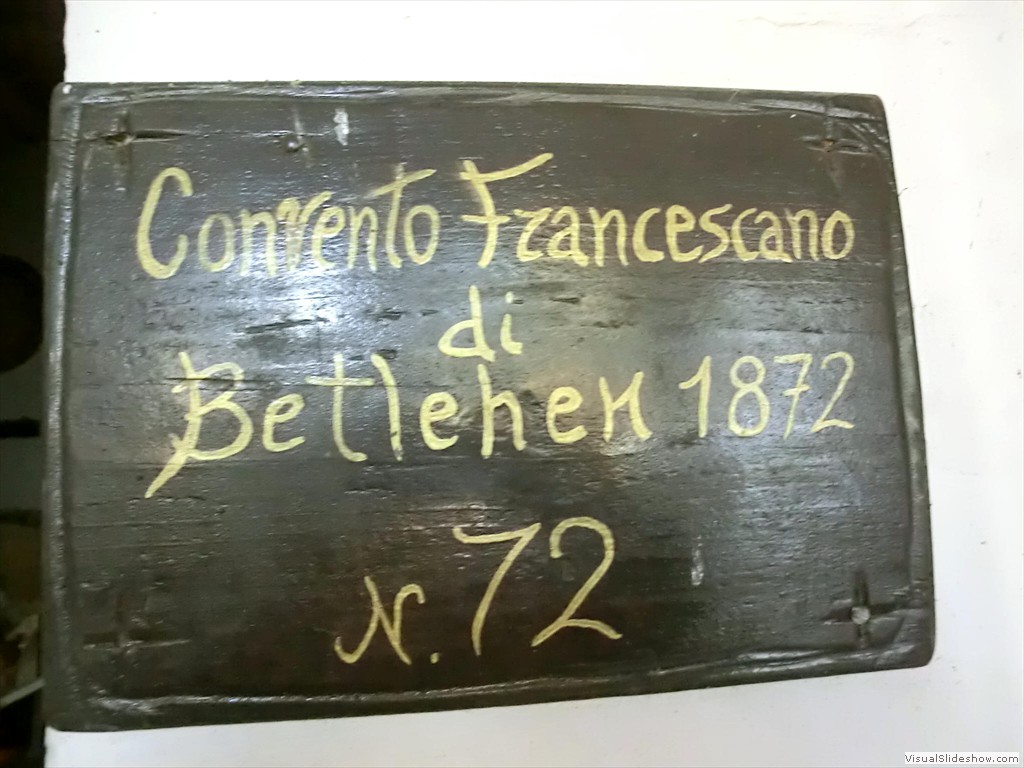 Convento Francescano
di
Betlehem 1872
N. 72
VisualSlideshow.com